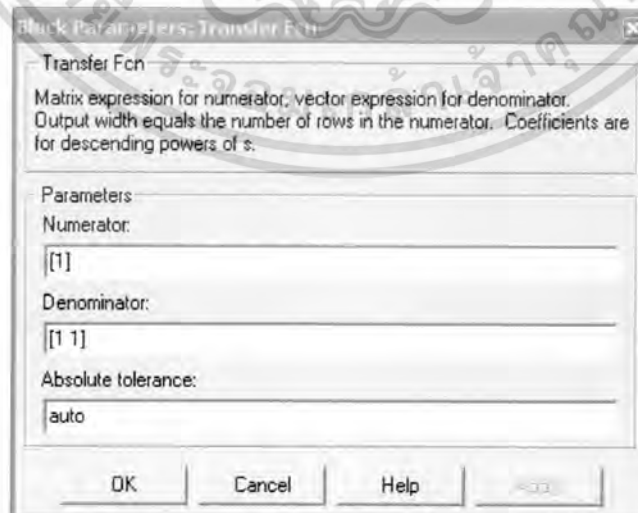 Block Parameters: Transfer Fcn
Transfer Fcn
Matrix expression for numerator, vector expression for denominator.
Output width equals the number of rows in the numerator. Coefficients are
for descending powers of s.
Parameters
Numerator:
[1]
Denominator:
[1 1]
Absolute tolerance:
auto
OK Cancel Help Apply